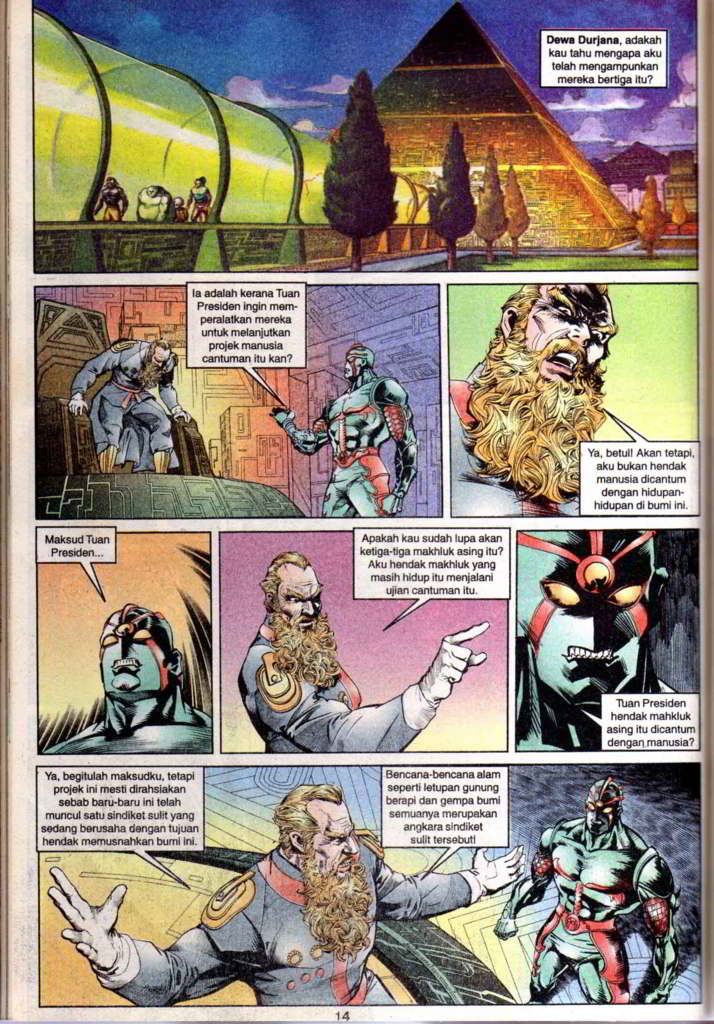 Dewa Durjana, adakah
kau tahu mengapa aku
telah mengampunkan
mereka bertiga itu?
Ia adalah kerana Tuan
Presiden ingin mem-
peralatkan mereka
untuk melanjutkan
projek manusia
cantuman itu kan?
Ya, betul! Akan tetapi,
aku bukan hendak
manusia dicantum
dengan hidupan-
hidupan di bumi ini.
Maksud Tuan
Presiden...
Apakah kau sudah lupa akan
ketiga-tiga makhluk asing itu?
Aku hendak makhluk yang
masih hidup itu menjalani
ujian cantuman itu.
Tuan Presiden
hendak mahkluk
asing itu dicantum
dengan manusia?
Ya, begitulah maksudku, tetapi
projek ini mesti dirahsiakan
sebab baru-baru ini telah
muncul satu sindiket sulit yang
sedang berusaha dengan tujuan
hendak memusnahkan bumi ini.
Bencana-bencana alam
seperti letupan gunung
berapi dan gempa bumi
semuanya merupakan
angkara sindiket
sulit tersebut!
14